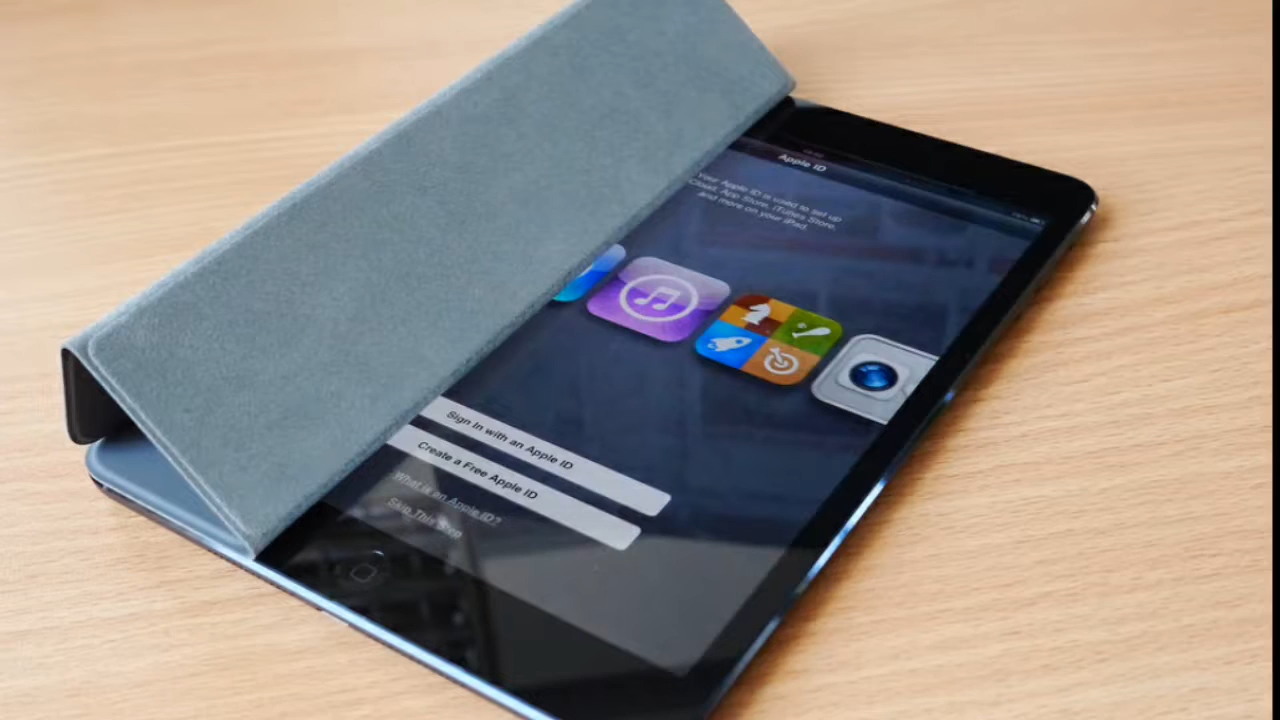 Apple ID
Your Apple ID is used to set up
Cloud, App Store, iTunes Store,
and more on your iPad.
Sign In with an Apple ID
Create a Free Apple ID
What is an Apple ID?
Skip This Step